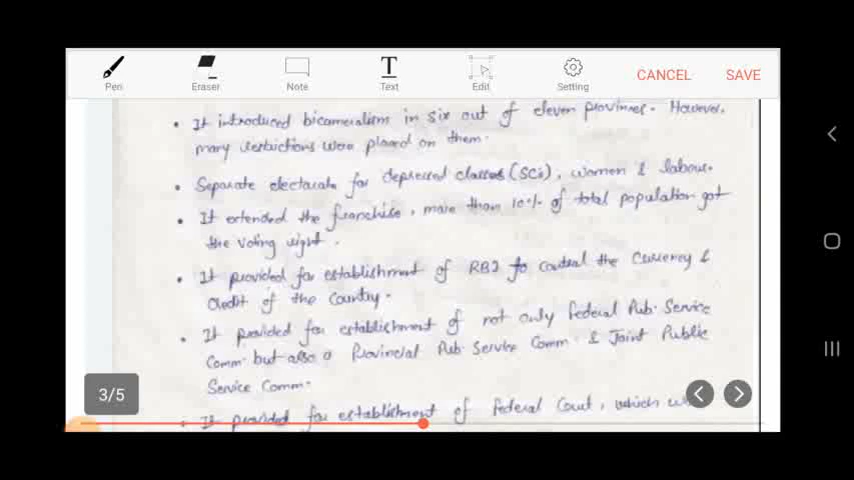 Pen
Eraser
Note
Text
Edit
Setting
CANCEL
SAVE
• It introduced bicameralism in six out of eleven provinces. However,
many restrictions were placed on them.
• Separate electorate for depressed classes (SCs), women & labour.
• It extended the franchise, more than 10% of total population got
the voting right.
• It provided for establishment of RBI to control the Currency &
Credit of the Country.
• It provided for establishment of not only Federal Pub. Service
Comm. but also a Provincial Pub. Service Comm. & Joint Public
Service Comm.
3/5
• It provided for establishment of Federal Court, which